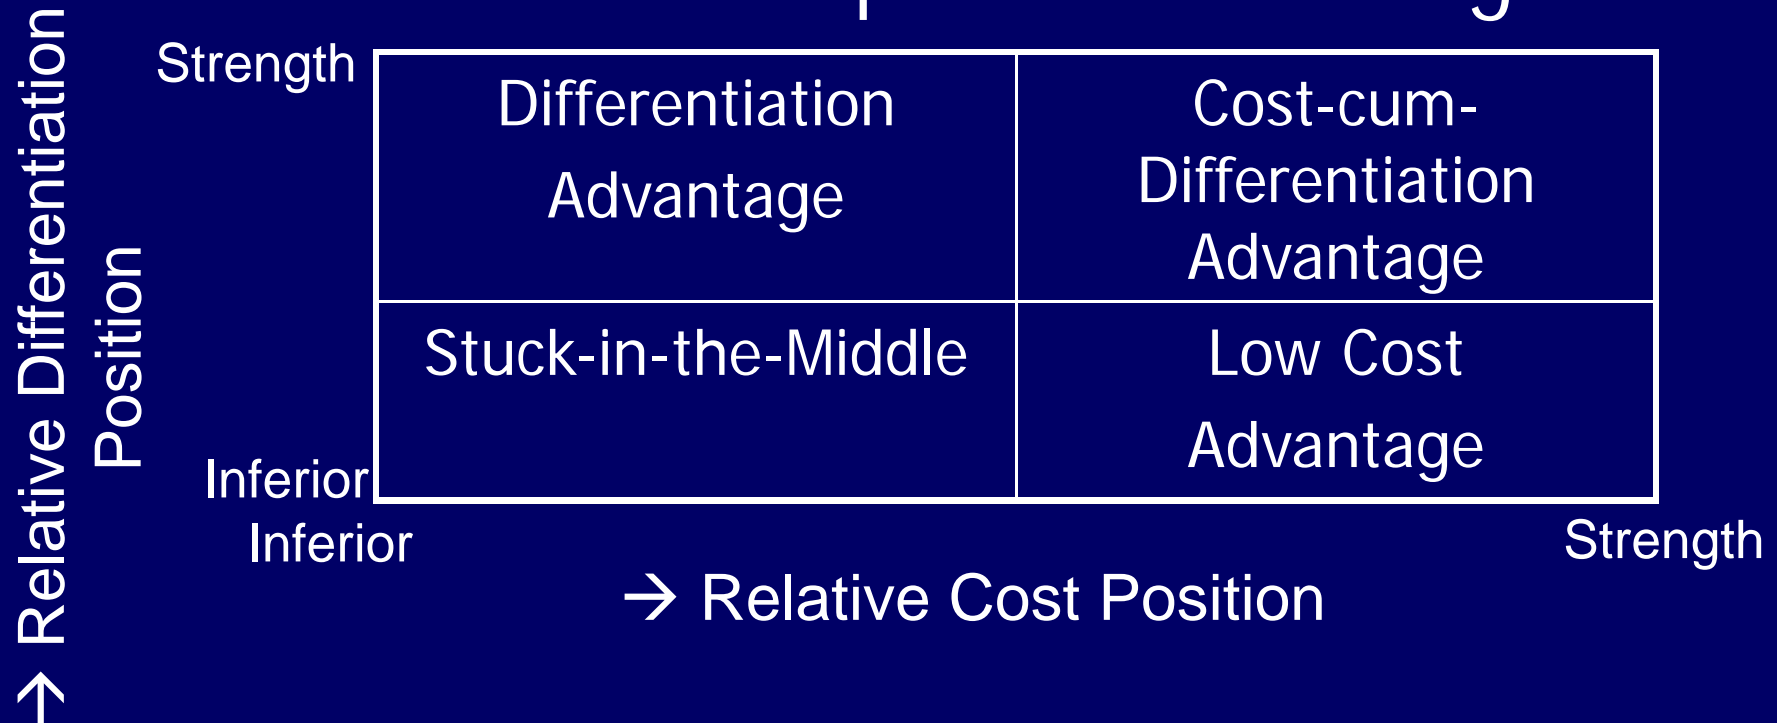 → Relative Differentiation
Position
Strength
Differentiation
Advantage
Cost-cum-
Differentiation
Advantage
Stuck-in-the-Middle
Low Cost
Advantage
Inferior
Inferior
Strength
→ Relative Cost Position